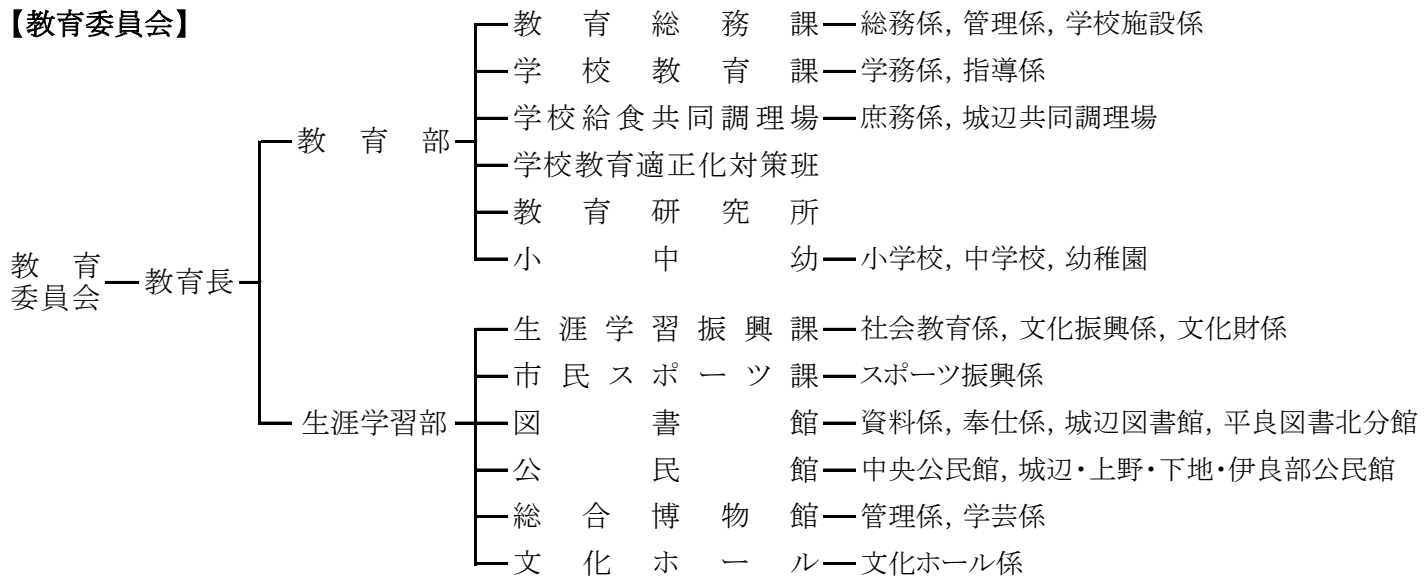 【教育委員会】
教育総務課 総務係, 管理係, 学校施設係
学校教育課 学務係, 指導係
学校給食共同調理場 庶務係, 城辺共同調理場
教育部
学校教育適正化対策班
教育研究所
小中幼 小学校, 中学校, 幼稚園
教育
委員会
教育長
生涯学習振興課 社会教育係, 文化振興係, 文化財係
市民スポーツ課 スポーツ振興係
生涯学習部
図書館 資料係, 奉仕係, 城辺図書館, 平良図書北分館
公民館 中央公民館, 城辺・上野・下地・伊良部公民館
総合博物館 管理係, 学芸係
文化ホール 文化ホール係